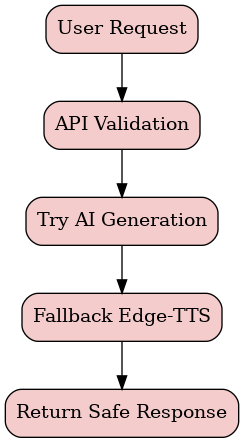 User Request
API Validation
Try AI Generation
Fallback Edge-TTS
Return Safe Response